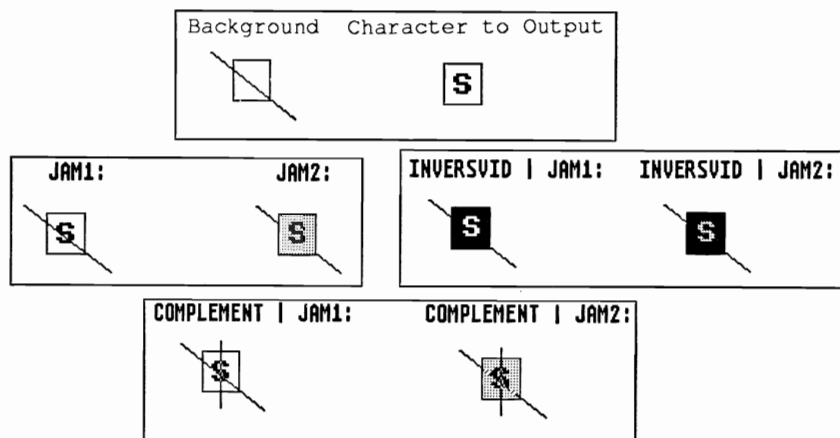 Background Character to Output
S
JAM1: JAM2:
S S
INVERSVID | JAM1: INVERSVID | JAM2:
S S
COMPLEMENT | JAM1: COMPLEMENT | JAM2:
S S